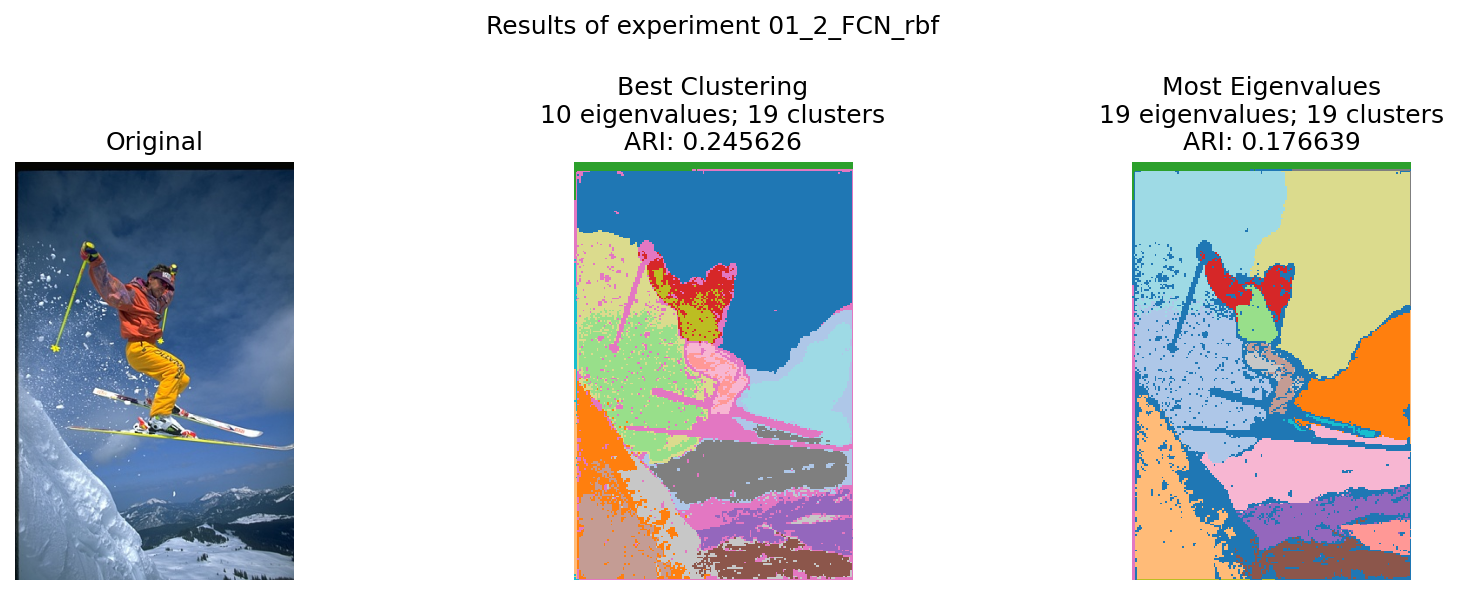 Results of experiment 01_2_FCN_rbf
Original
Best Clustering
10 eigenvalues; 19 clusters
ARI: 0.245626
Most Eigenvalues
19 eigenvalues; 19 clusters
ARI: 0.176639